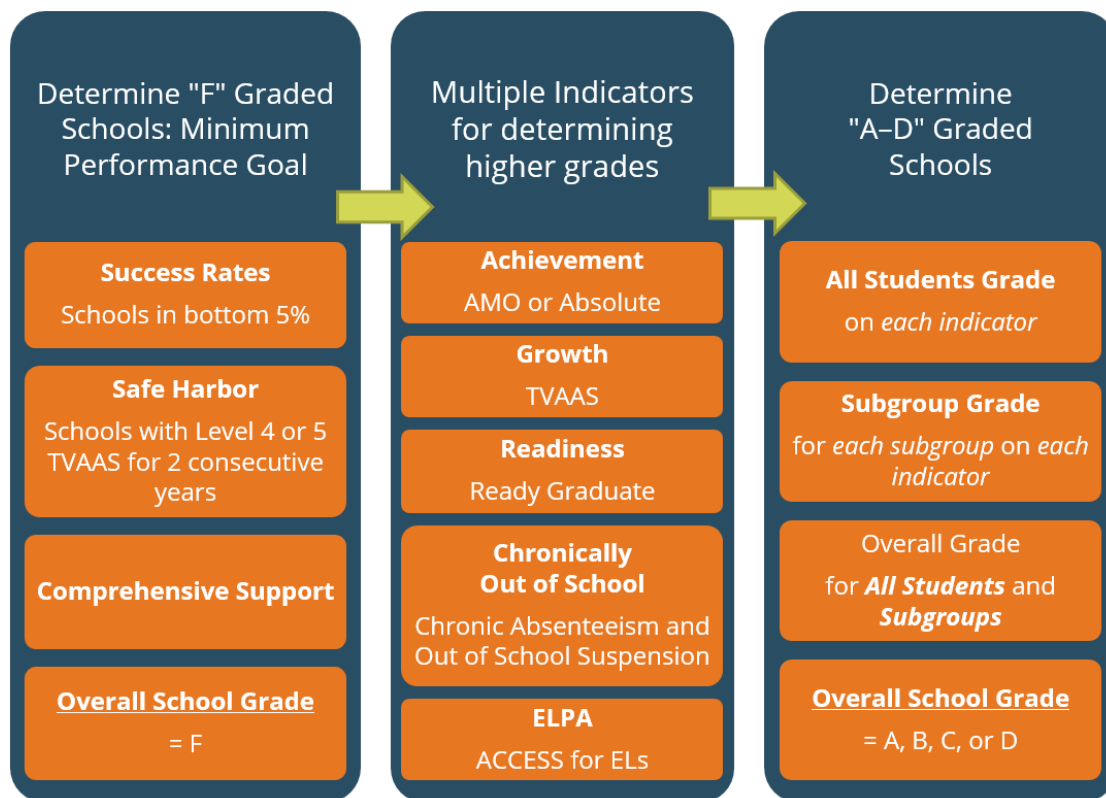 Determine "F" Graded
Schools: Minimum
Performance Goal
Success Rates
Schools in bottom 5%
Safe Harbor
Schools with Level 4 or 5
TVAAS for 2 consecutive
years
Comprehensive Support
Overall School Grade
= F
Multiple Indicators
for determining
higher grades
Achievement
AMO or Absolute
Growth
TVAAS
Readiness
Ready Graduate
Chronically
Out of School
Chronic Absenteeism and
Out of School Suspension
ELPA
ACCESS for ELs
Determine
"A–D" Graded
Schools
All Students Grade
on each indicator
Subgroup Grade
for each subgroup on each
indicator
Overall Grade
for All Students and
Subgroups
Overall School Grade
= A, B, C, or D